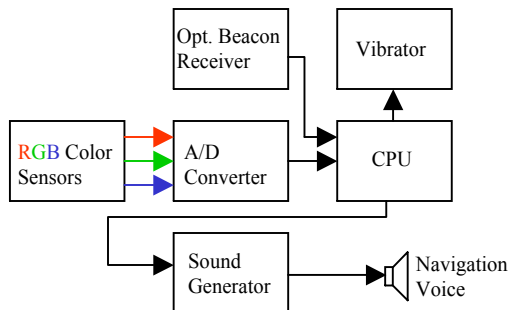 Opt. Beacon
Receiver
Vibrator
RGB Color
Sensors
A/D
Converter
CPU
Sound
Generator
Navigation
Voice